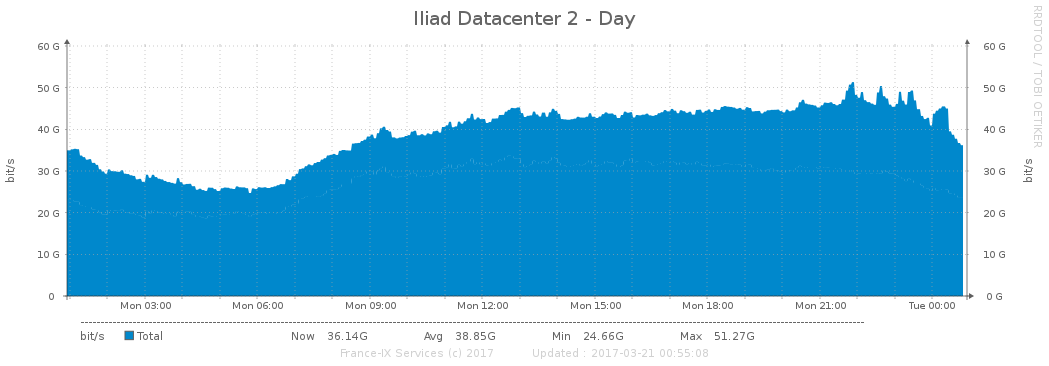 Iliad Datacenter 2 - Day
RRDTOOL / TOBI OETIKER
60 G 60 G
50 G 50 G
40 G 40 G
30 G 30 G
20 G 20 G
10 G 10 G
0 0 G
bit/s bit/s
Mon 03:00 Mon 06:00 Mon 09:00 Mon 12:00 Mon 15:00 Mon 18:00 Mon 21:00 Tue 00:00
bit/s Total Now 36.14G Avg 38.85G Min 24.66G Max 51.27G
France-IX Services (c) 2017 Updated : 2017-03-21 00:55:08